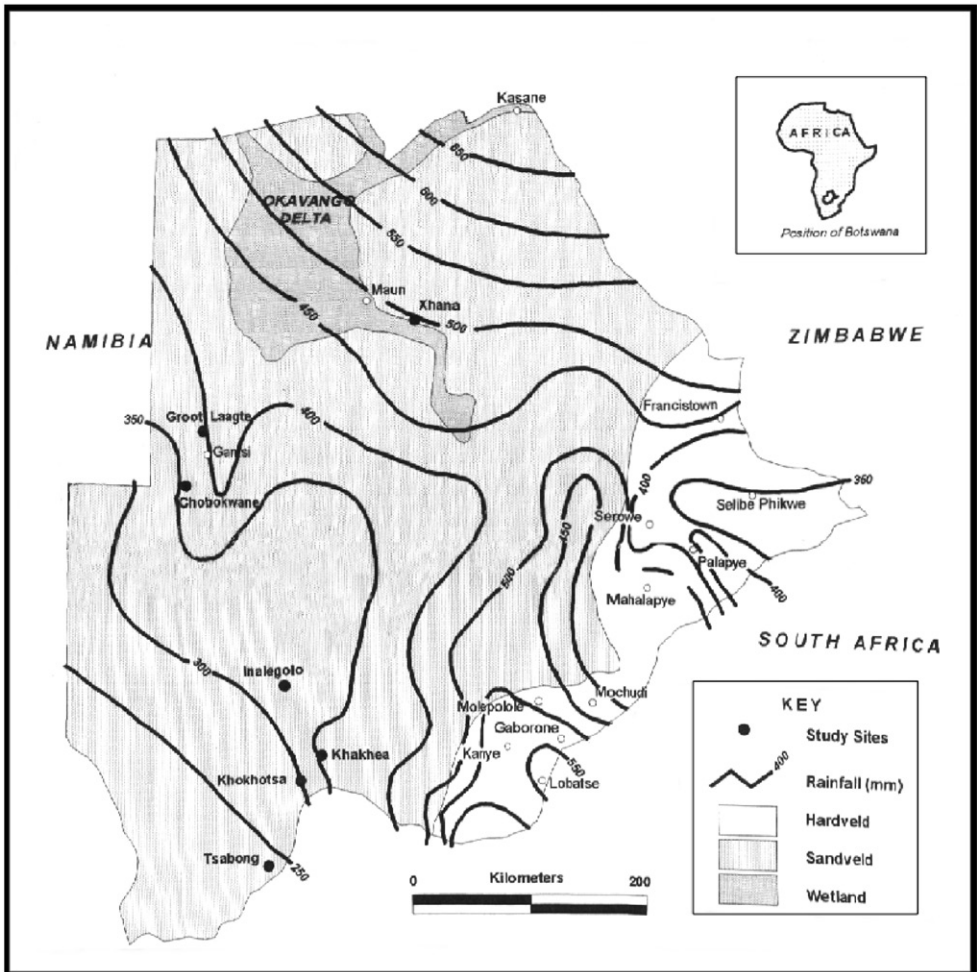 Kasane
AFRICA
Position of Botswana
650
600
OKAVANGO
DELTA
550
Maun
Xhana
450
500
NAMIBIA
ZIMBABWE
350
Groot Laagte
400
Francistown
Gansi
Chobokwane
400
350
Selibe Phikwe
Serowe
450
Palapye
500
400
Mahalapye
SOUTH AFRICA
300
Inalegolo
Molepolole
Mochudi
Gaborone
Kanye
550
Khakhea
Khokhotsa
Lobatse
Tsabong
250
KEY
Study Sites
400
Rainfall (mm)
Hardveld
Sandveld
Wetland
Kilometers
0
200